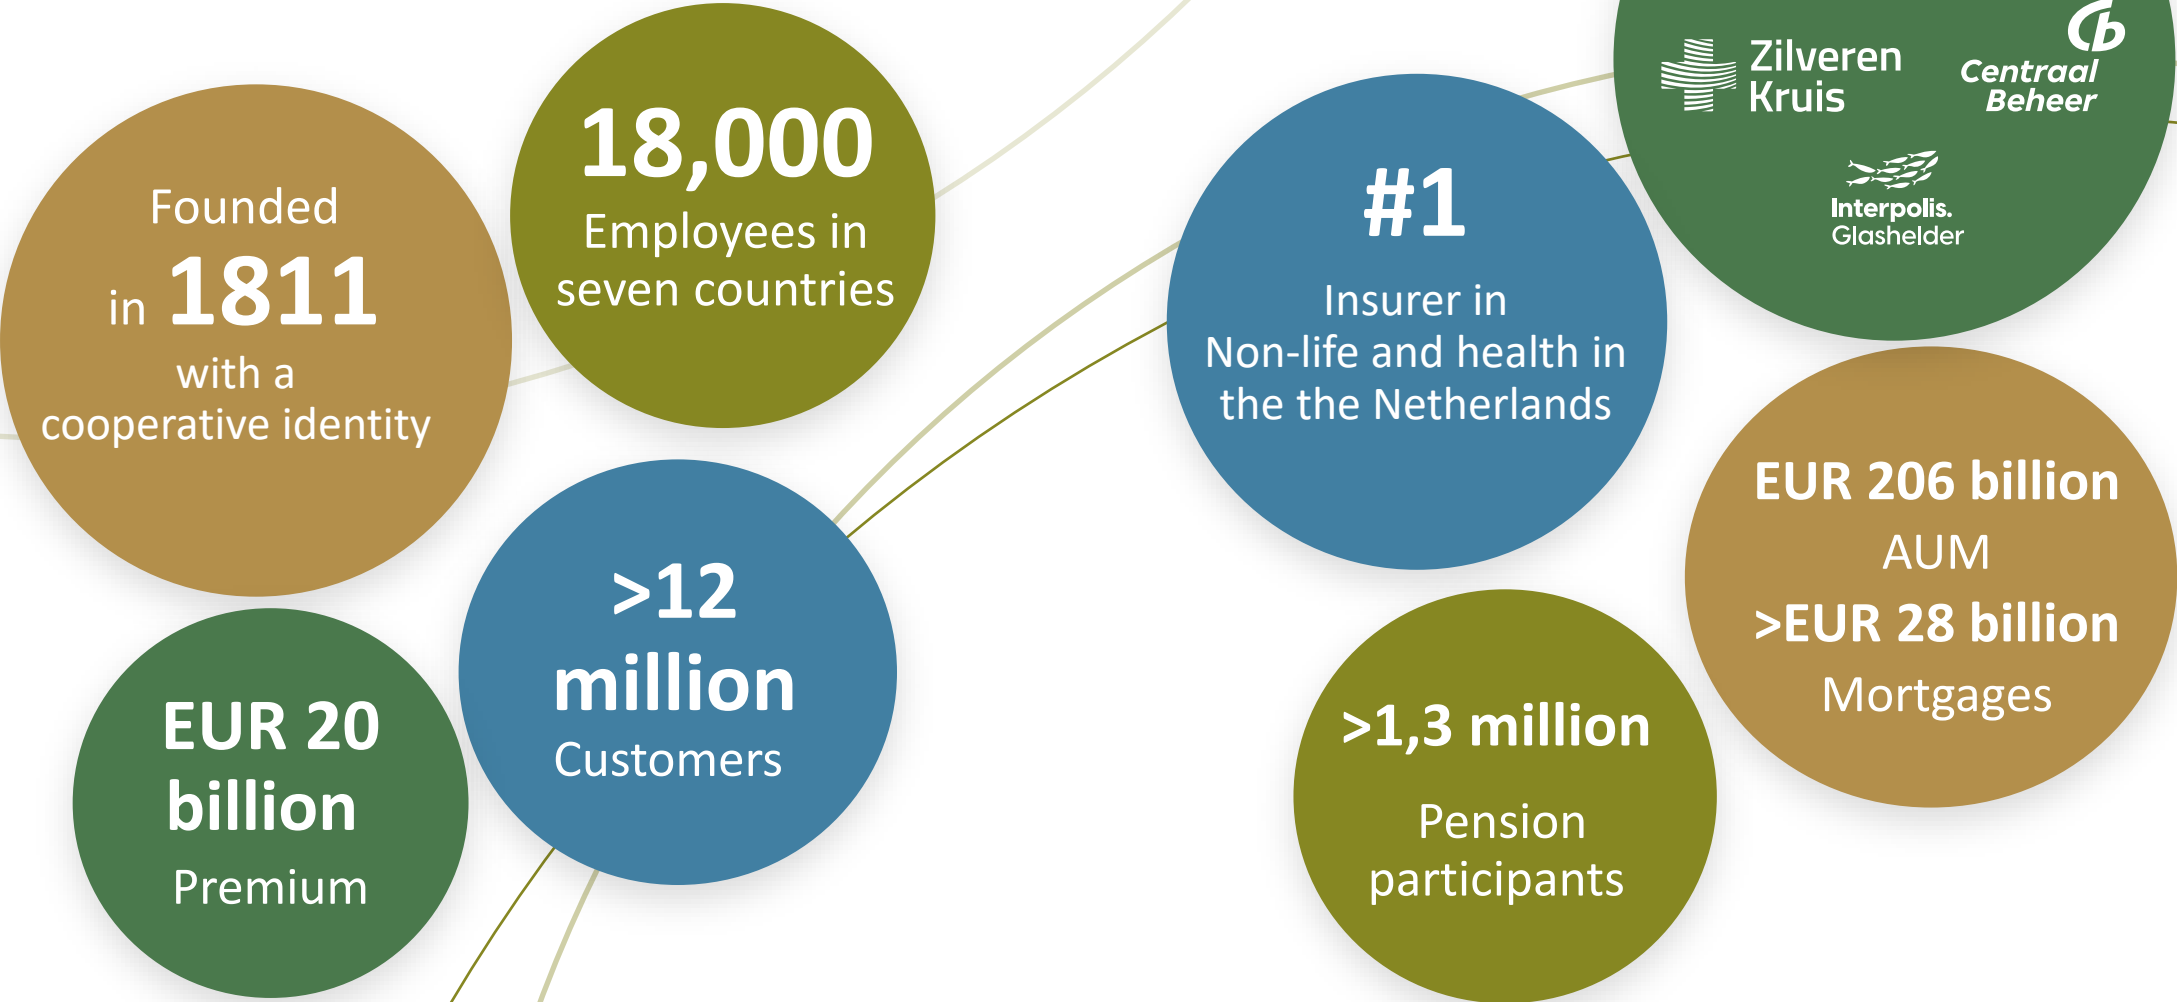 Founded
in 1811
with a
cooperative identity
18,000
Employees in
seven countries
EUR 20
billion
Premium
>12
million
Customers
#1
Insurer in
Non-life and health in
the the Netherlands
Zilveren
Kruis
Cb
Centraal
Beheer
Interpolis.
Glashelder
>1,3 million
Pension
participants
EUR 206 billion
AUM
>EUR 28 billion
Mortgages